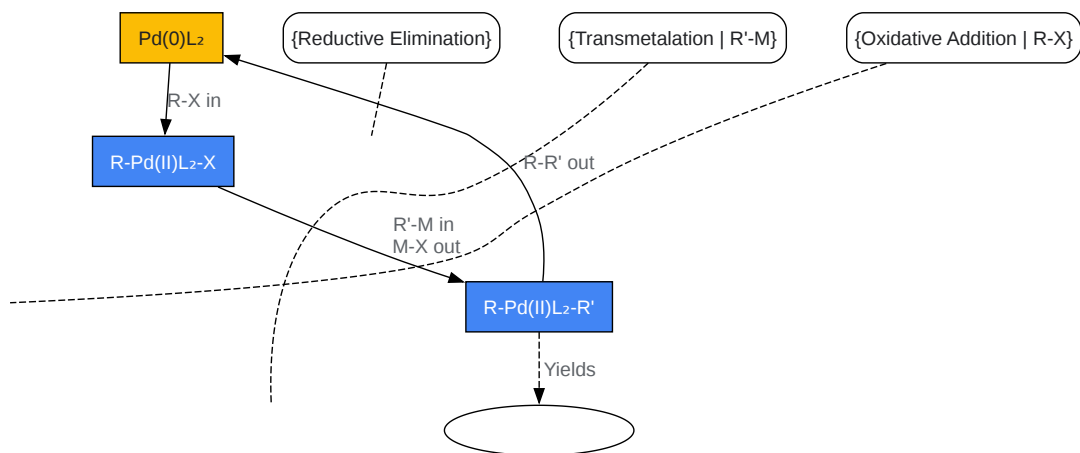 Pd(0)L₂
{Reductive Elimination}
{Transmetalation | R'-M}
{Oxidative Addition | R-X}
R-X in
R-Pd(II)L₂-X
R-R' out
R'-M in
M-X out
R-Pd(II)L₂-R'
Yields